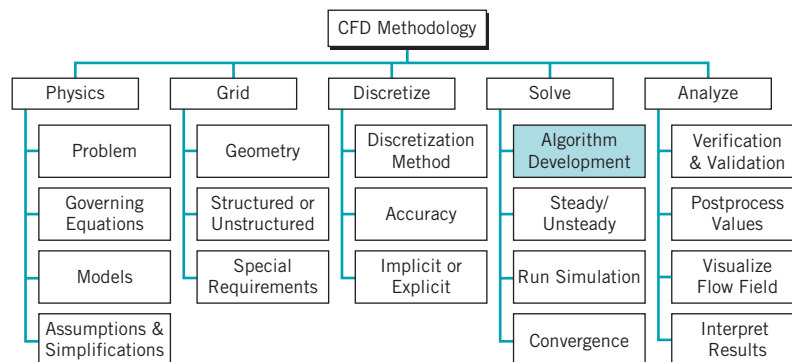 CFD Methodology
Physics
Grid
Discretize
Solve
Analyze
Problem
Governing
Equations
Models
Assumptions &
Simplifications
Geometry
Structured or
Unstructured
Special
Requirements
Discretization
Method
Accuracy
Implicit or
Explicit
Algorithm
Development
Steady/
Unsteady
Run Simulation
Convergence
Verification
& Validation
Postprocess
Values
Visualize
Flow Field
Interpret
Results